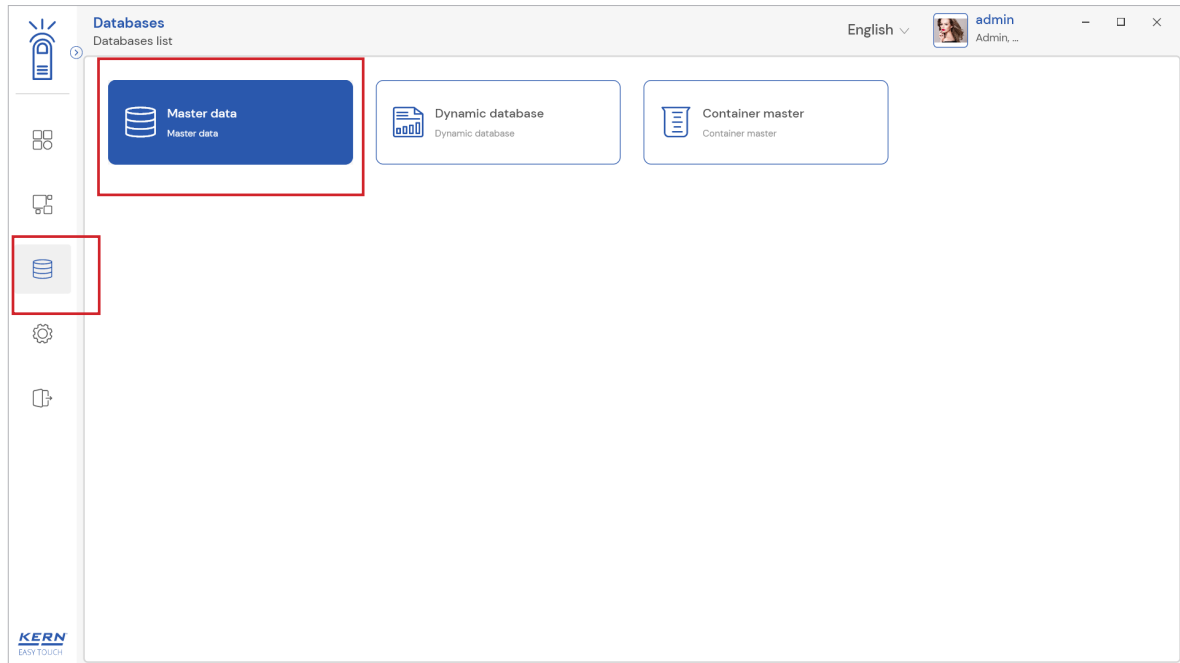 Databases
Databases list
English
admin
Admin, ...
Master data
Master data
Dynamic database
Dynamic database
Container master
Container master
KERN
EASY TOUCH